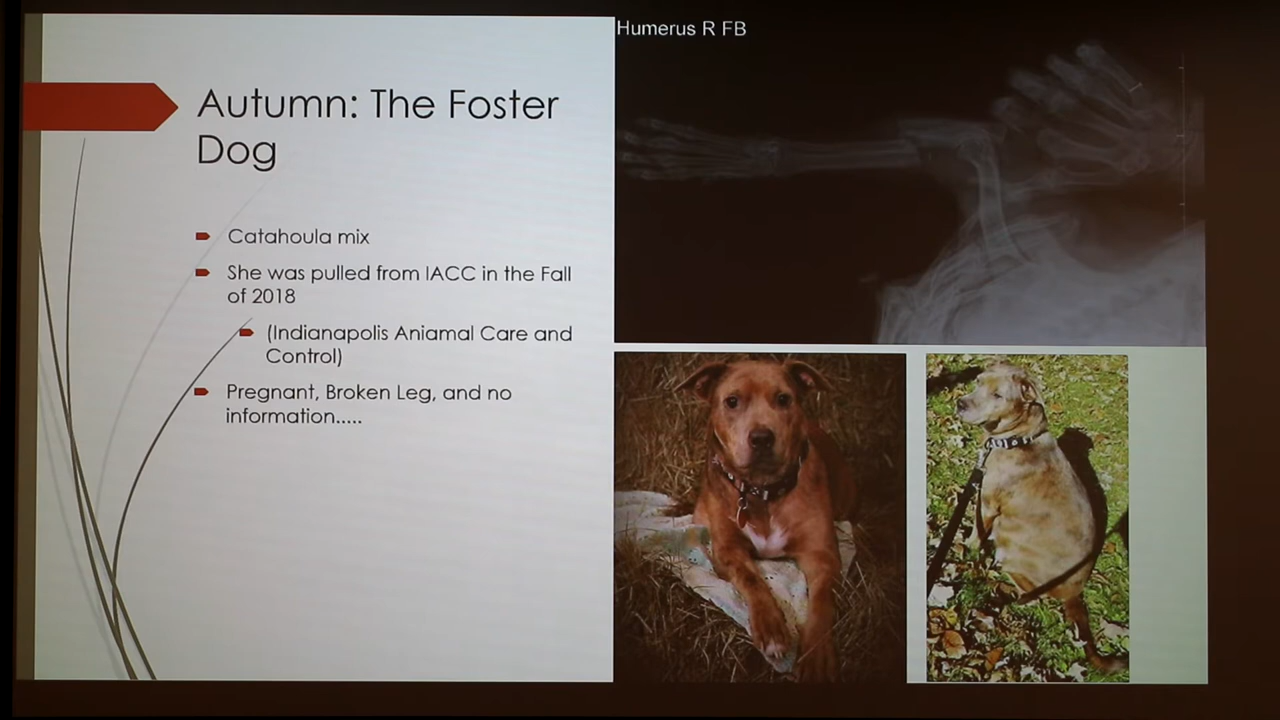 Humerus R FB
Autumn: The Foster
Dog
Catahoula mix
She was pulled from IACC in the Fall
of 2018
(Indianapolis Aniamal Care and
Control)
Pregnant, Broken Leg, and no
information.....